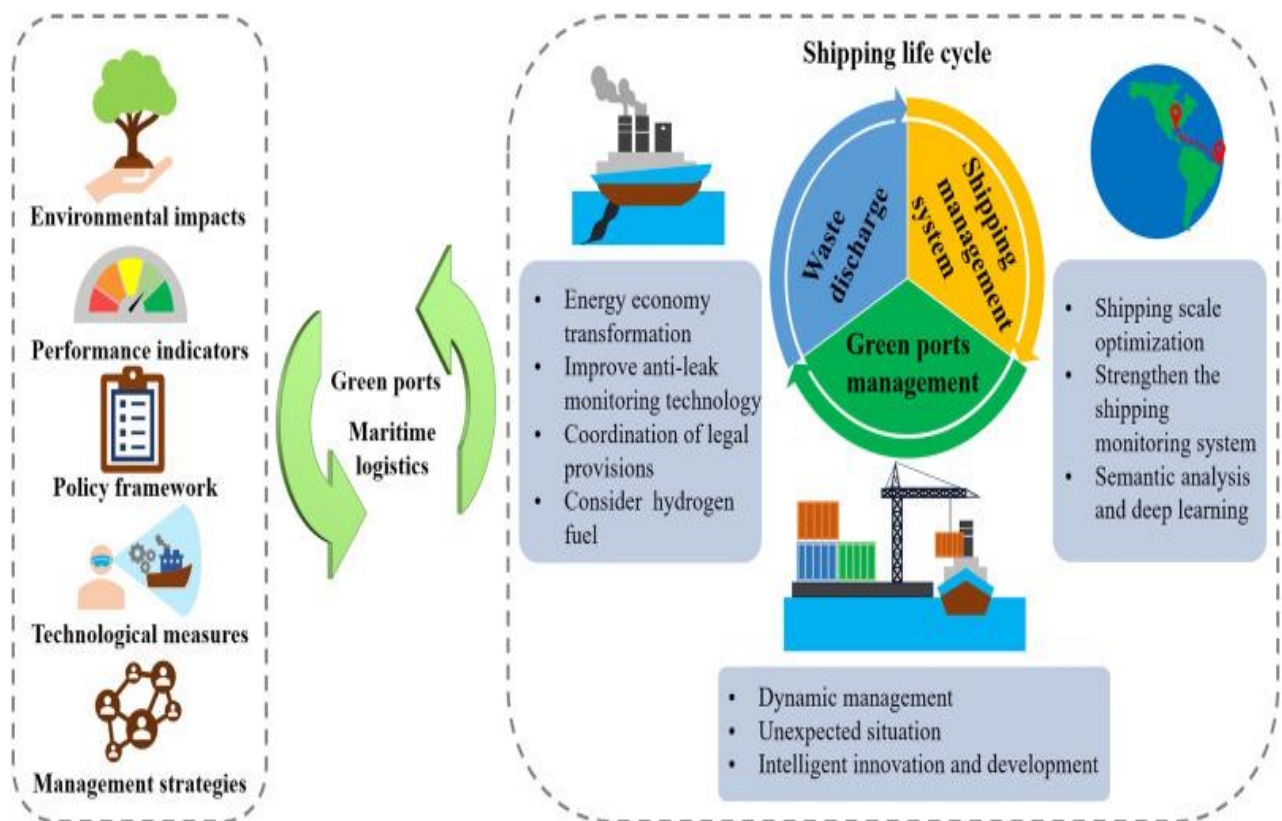 Environmental impacts
Performance indicators
Policy framework
Technological measures
Management strategies
Green ports
Maritime
logistics
Shipping life cycle
Waste
discharge
Shipping
management
system
Green ports
management
• Energy economy
transformation
• Improve anti-leak
monitoring technology
• Coordination of legal
provisions
• Consider hydrogen
fuel
• Shipping scale
optimization
• Strengthen the
shipping
monitoring system
• Semantic analysis
and deep learning
• Dynamic management
• Unexpected situation
• Intelligent innovation and development